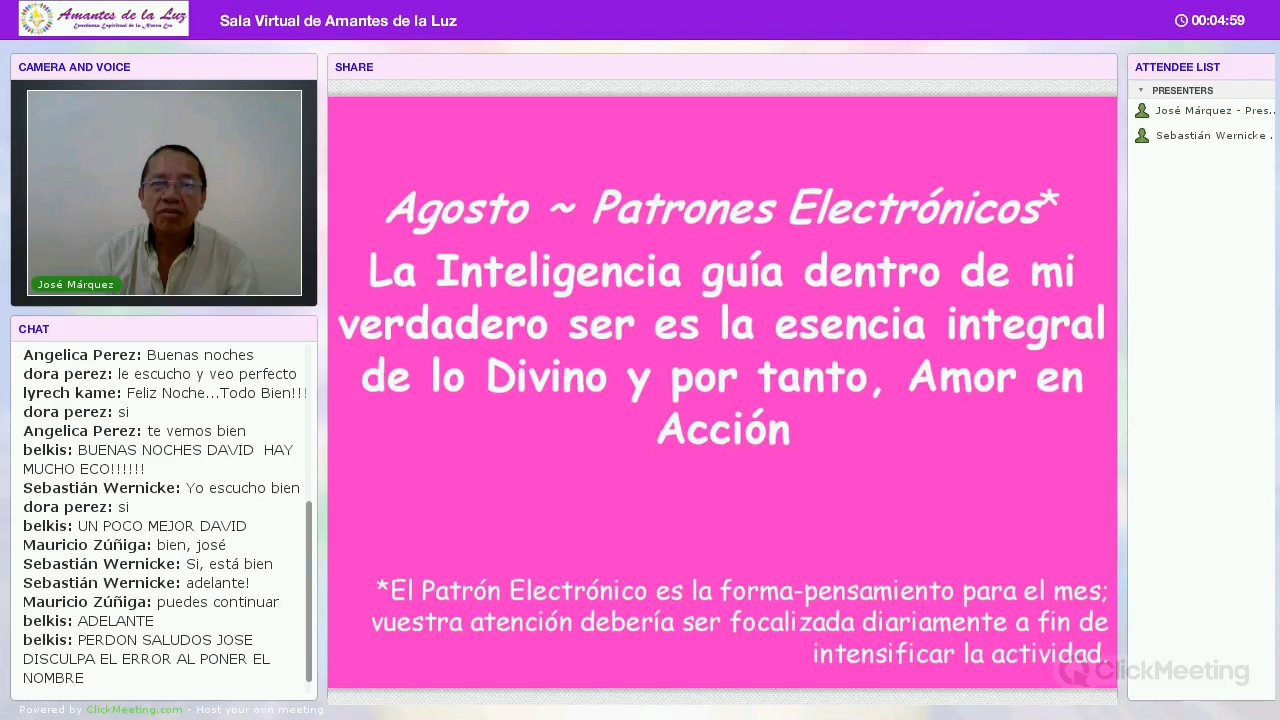 Amantes de la Luz
Enseñanza Espiritual de la Nueva Era
Sala Virtual de Amantes de la Luz
00:04:59
CAMERA AND VOICE
José Márquez
CHAT
Angelica Perez: Buenas noches
dora perez: le escucho y veo perfecto
lyrech kame: Feliz Noche...Todo Bien!!!
dora perez: si
Angelica Perez: te vemos bien
belkis: BUENAS NOCHES DAVID HAY
MUCHO ECO!!!!!!
Sebastián Wernicke: Yo escucho bien
dora perez: si
belkis: UN POCO MEJOR DAVID
Mauricio Zúñiga: bien, josé
Sebastián Wernicke: Si, está bien
Sebastián Wernicke: adelante!
Mauricio Zúñiga: puedes continuar
belkis: ADELANTE
belkis: PERDON SALUDOS JOSE
DISCULPA EL ERROR AL PONER EL
NOMBRE
SHARE
Agosto ~ Patrones Electrónicos*
La Inteligencia guía dentro de mi
verdadero ser es la esencia integral
de lo Divino y por tanto, Amor en
Acción
*El Patrón Electrónico es la forma-pensamiento para el mes;
vuestra atención debería ser focalizada diariamente a fin de
intensificar la actividad.
ATTENDEE LIST
PRESENTERS
José Márquez - Pres...
Sebastián Wernicke .
ClickMeeting
Powered by ClickMeeting.com - Host your own meeting